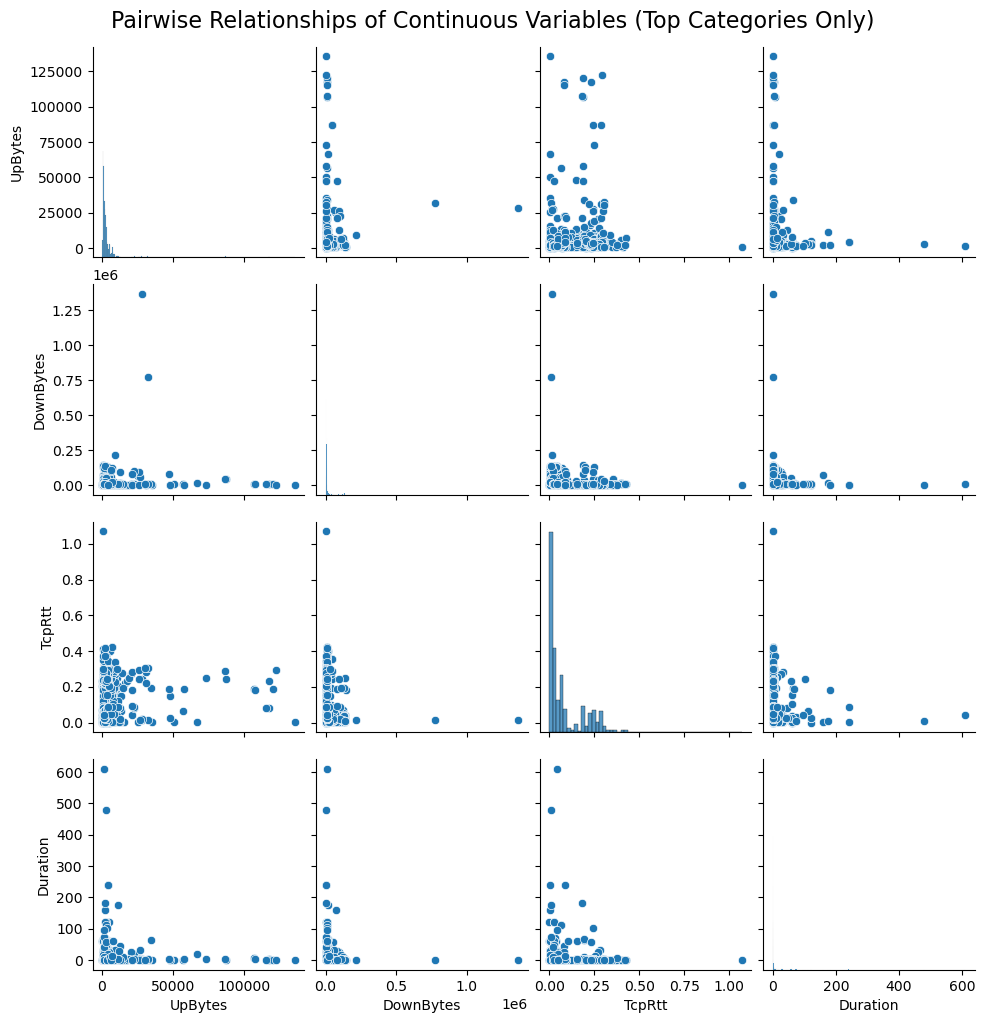 Pairwise Relationships of Continuous Variables (Top Categories Only)
UpBytes
125000
100000
75000
50000
25000
0
1e6
DownBytes
1.25
1.00
0.75
0.50
0.25
0.00
TcpRtt
1.0
0.8
0.6
0.4
0.2
0.0
Duration
600
500
400
300
200
100
0
0 50000 100000
0.0 0.5 1.0
0.00 0.25 0.50 0.75 1.00
0 200 400 600
1e6
UpBytes DownBytes TcpRtt Duration